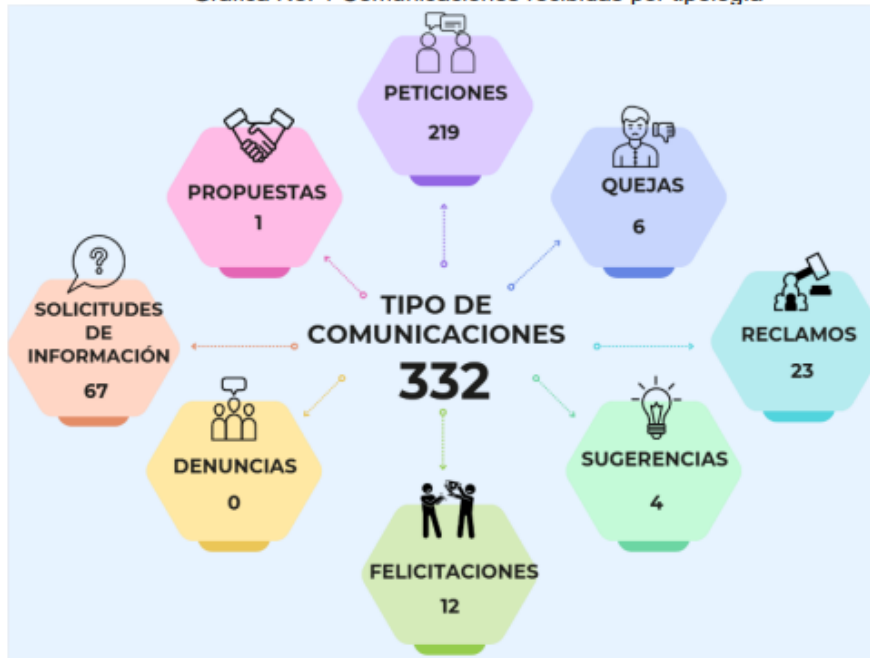 PETICIONES
219
PROPUESTAS
1
QUEJAS
6
SOLICITUDES
DE
INFORMACIÓN
67
TIPO DE
COMUNICACIONES
332
RECLAMOS
23
DENUNCIAS
0
SUGERENCIAS
4
FELICITACIONES
12